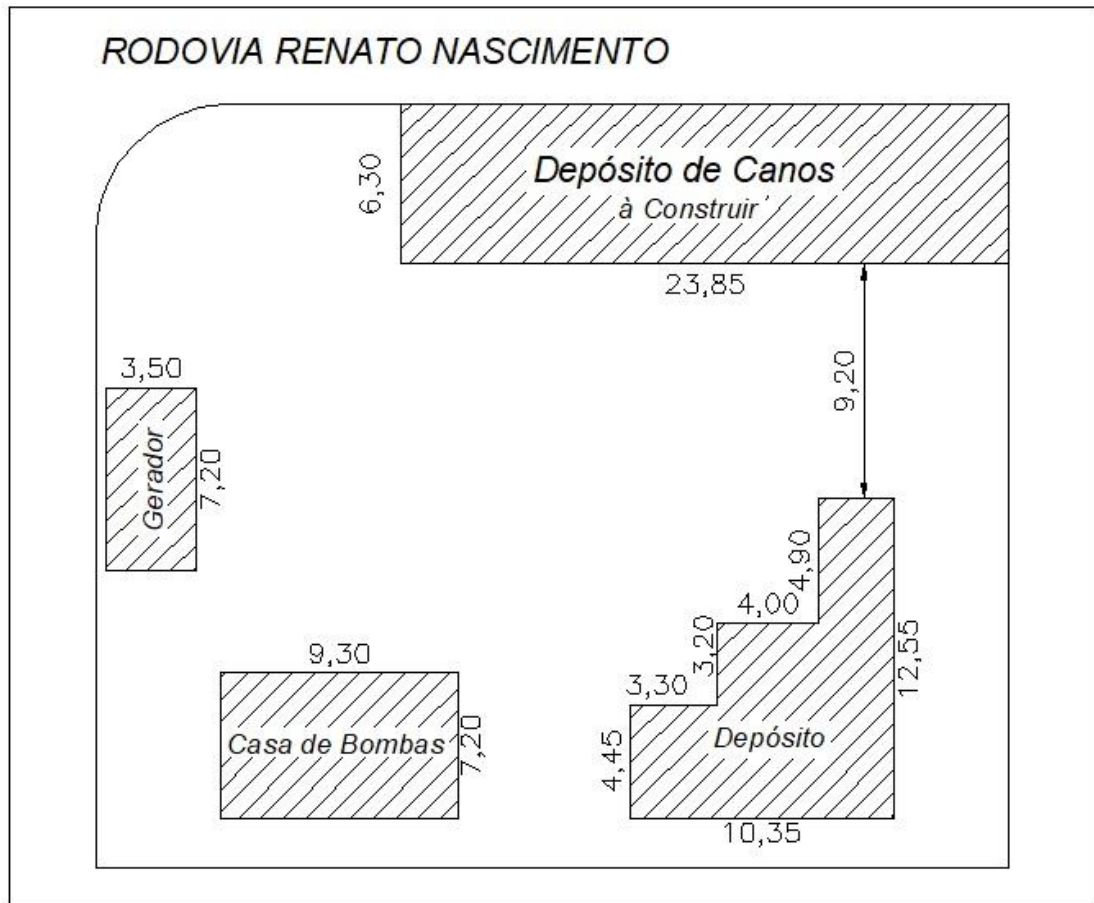 RODOVIA RENATO NASCIMENTO
Depósito de Canos
à Construir
6,30
23,85
9,20
3,50
Gerador
7,20
4,90
4,00
3,20
3,30
4,45
12,55
Depósito
10,35
9,30
Casa de Bombas
7,20